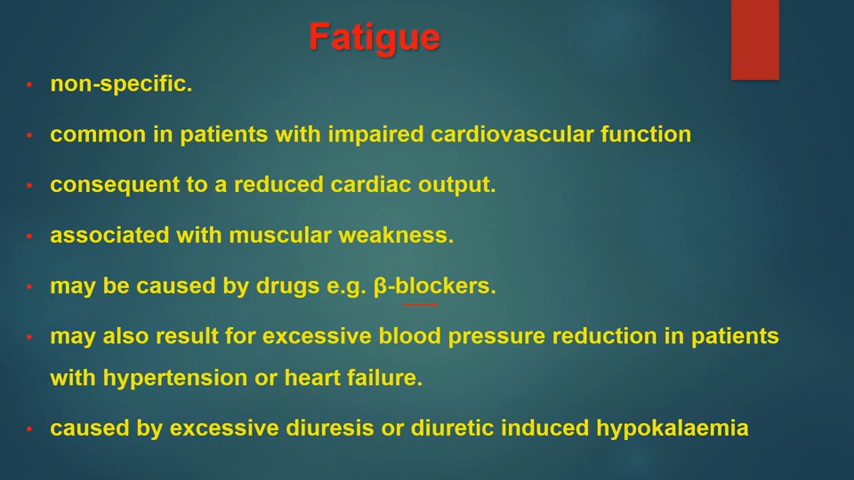 Fatigue
• non-specific.
• common in patients with impaired cardiovascular function
• consequent to a reduced cardiac output.
• associated with muscular weakness.
• may be caused by drugs e.g. β-blockers.
• may also result for excessive blood pressure reduction in patients
with hypertension or heart failure.
• caused by excessive diuresis or diuretic induced hypokalaemia